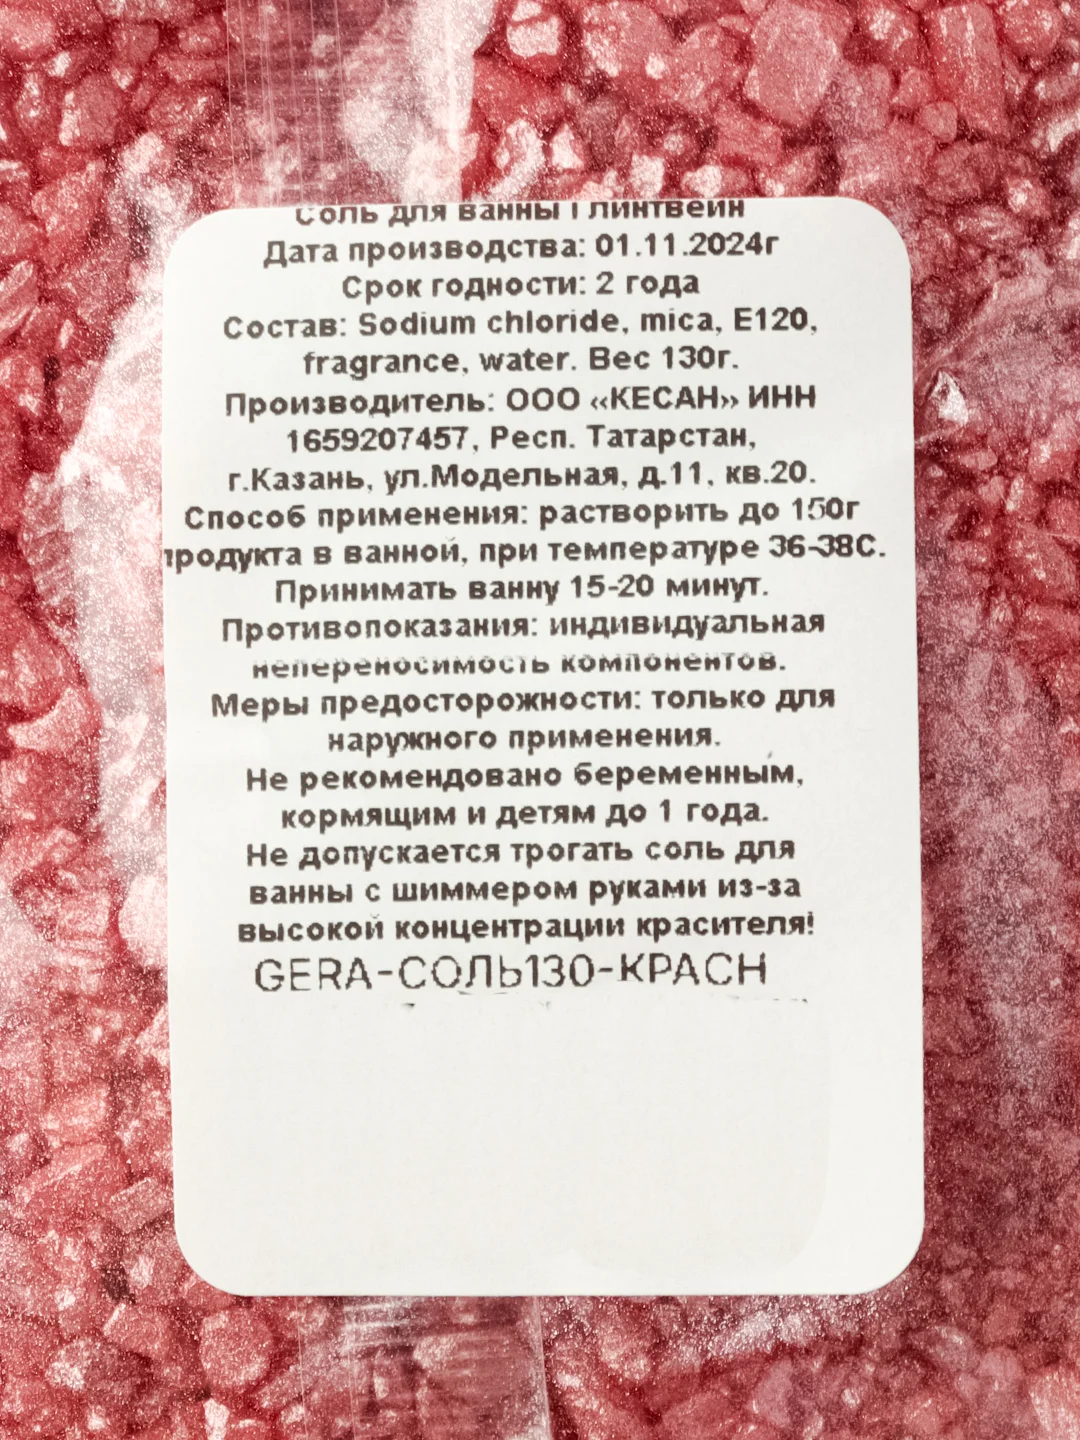 Соль для ванны Глинтвейн
Дата производства: 01.11.2024г
Срок годности: 2 года
Состав: Sodium chloride, mica, E120,
fragrance, water. Вес 130г.
Производитель: ООО «КЕСАН» ИНН
1659207457, Респ. Татарстан,
г.Казань, ул.Модельная, д.11, кв.20.
Способ применения: растворить до 150г
продукта в ванной, при температуре 36-38С.
Принимать ванну 15-20 минут.
Противопоказания: индивидуальная
непереносимость компонентов.
Меры предосторожности: только для
наружного применения.
Не рекомендовано беременным,
кормящим и детям до 1 года.
Не допускается трогать соль для
ванны с шиммером руками из-за
высокой концентрации красителя!
GERA-СОЛЬ130-КРАСН